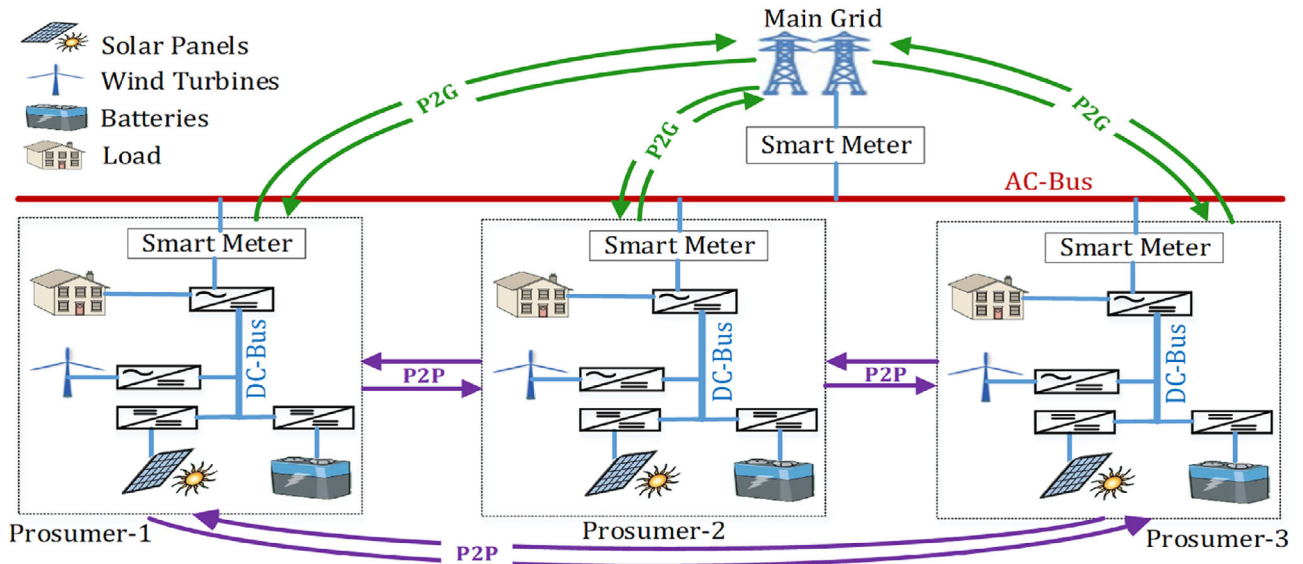 Main Grid
Solar Panels
Wind Turbines
Batteries
Load
P2G
P2G
P2G
Smart Meter
AC-Bus
Smart Meter
Smart Meter
Smart Meter
DC-Bus
DC-Bus
DC-Bus
P2P
P2P
Prosumer-1
Prosumer-2
Prosumer-3
P2P